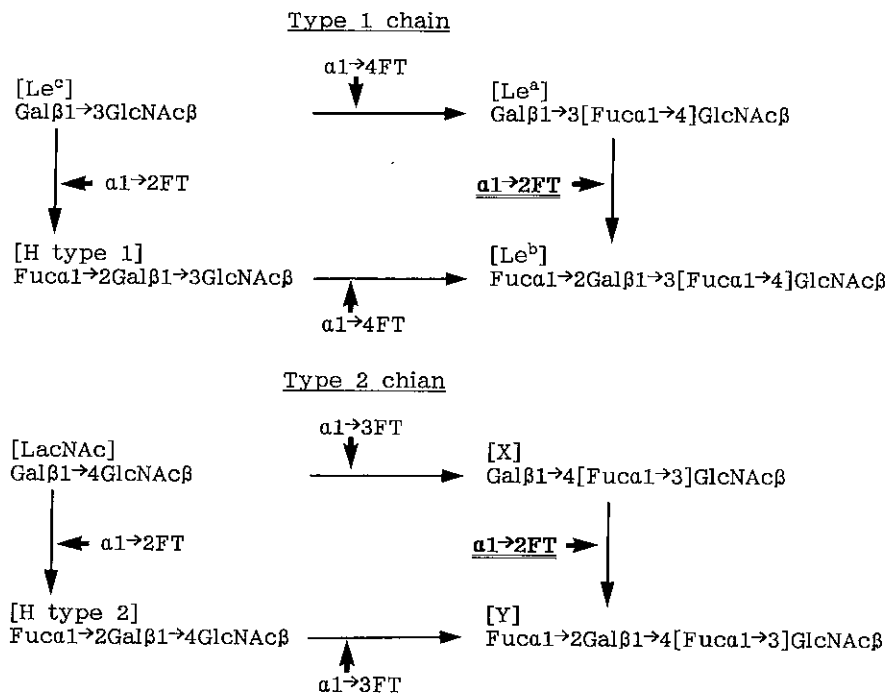 Type 1 chain
α1→4FT
[Leᶜ]
Galβ1→3GlcNAcβ
[Leᵃ]
Galβ1→3[Fucα1→4]GlcNAcβ
α1→2FT
α1→2FT
[H type 1]
Fucα1→2Galβ1→3GlcNAcβ
[Leᵇ]
Fucα1→2Galβ1→3[Fucα1→4]GlcNAcβ
α1→4FT
Type 2 chian
α1→3FT
[LacNAc]
Galβ1→4GlcNAcβ
[X]
Galβ1→4[Fucα1→3]GlcNAcβ
α1→2FT
α1→2FT
[H type 2]
Fucα1→2Galβ1→4GlcNAcβ
[Y]
Fucα1→2Galβ1→4[Fucα1→3]GlcNAcβ
α1→3FT